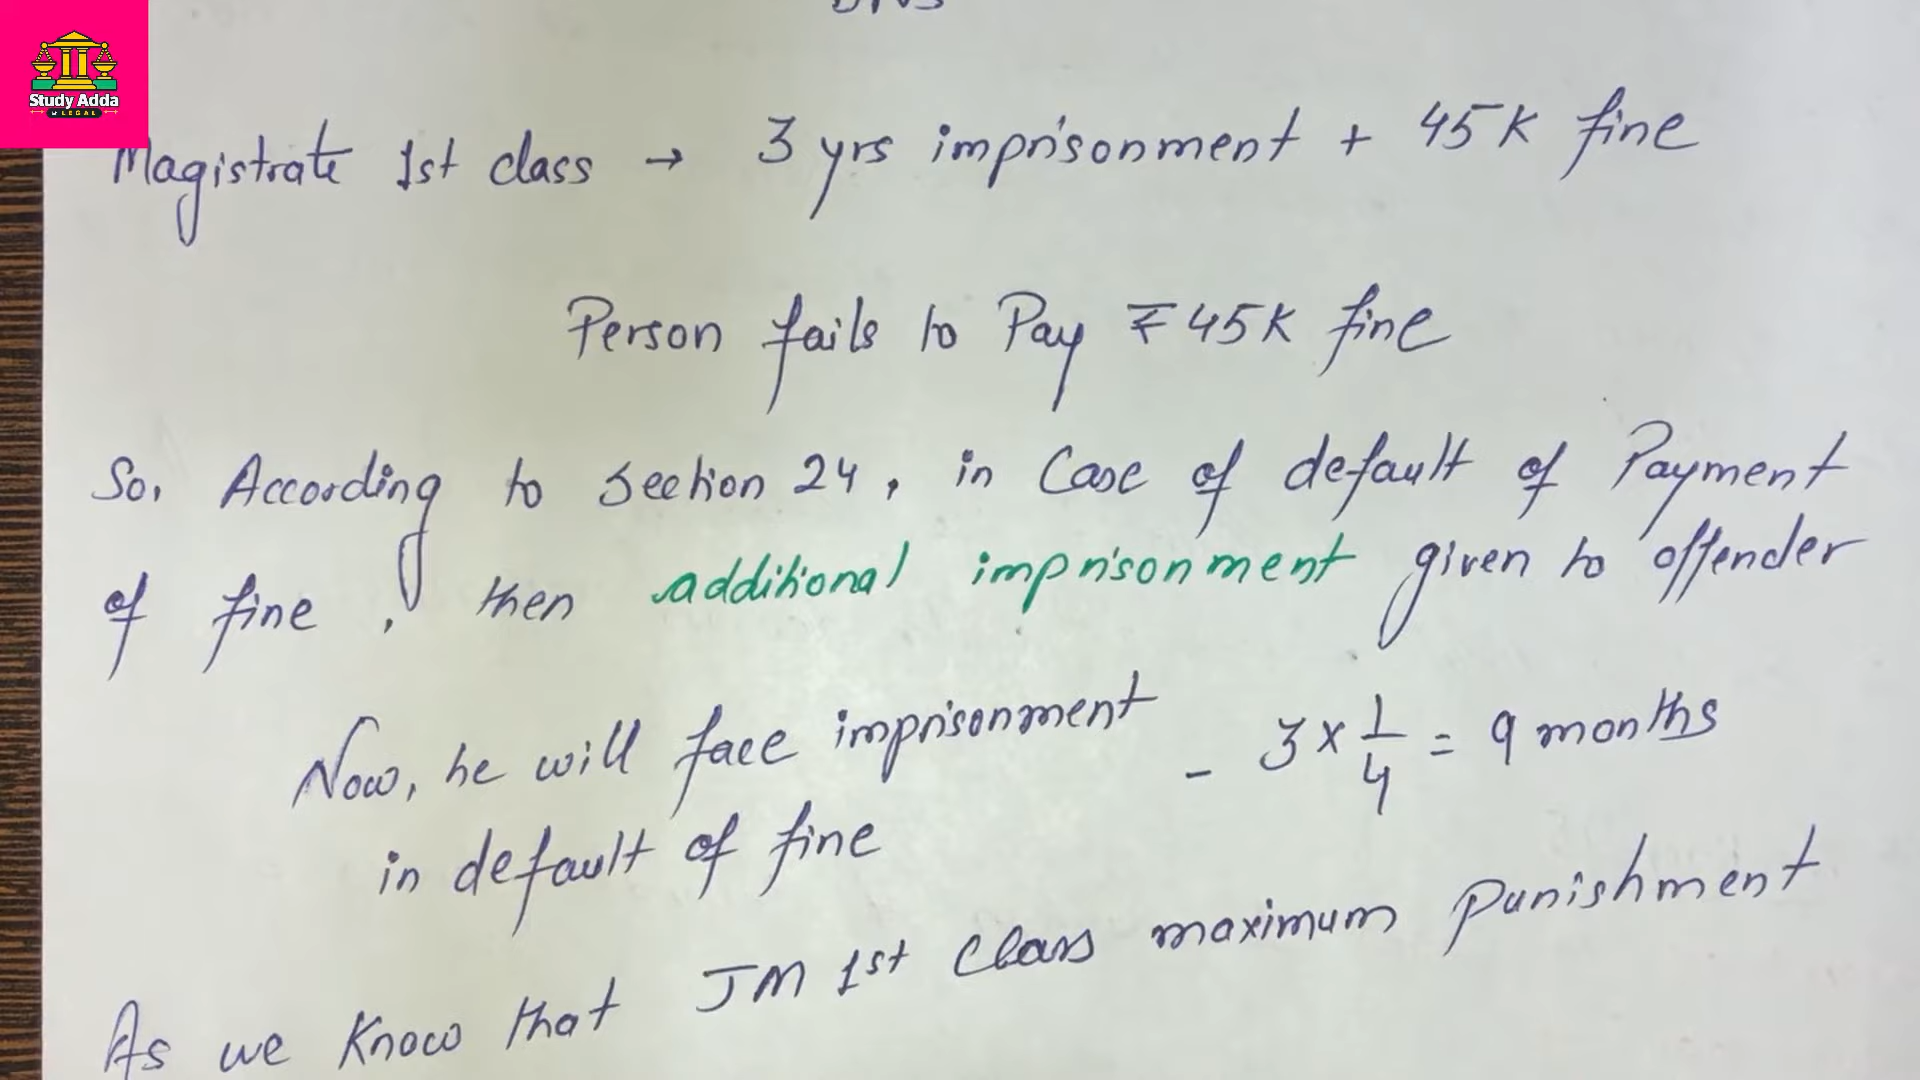 Study Adda
LEGAL
Magistrate 1st class → 3 yrs imprisonment + 45K fine
Person fails to Pay ₹45K fine
So, According to section 24, in Case of default of Payment
of fine, then additional imprisonment given to offender
Now, he will face imprisonment - 3 × 1/4 = 9 months
in default of fine
As we know that JM 1st Class maximum punishment